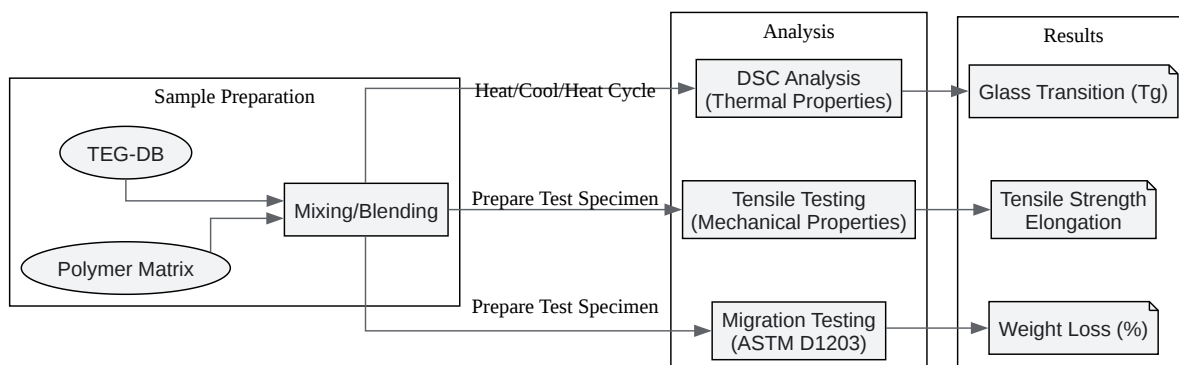 Sample Preparation
TEG-DB
Polymer Matrix
Mixing/Blending
Heat/Cool/Heat Cycle
Prepare Test Specimen
Prepare Test Specimen
Analysis
DSC Analysis
(Thermal Properties)
Tensile Testing
(Mechanical Properties)
Migration Testing
(ASTM D1203)
Results
Glass Transition (Tg)
Tensile Strength
Elongation
Weight Loss (%)